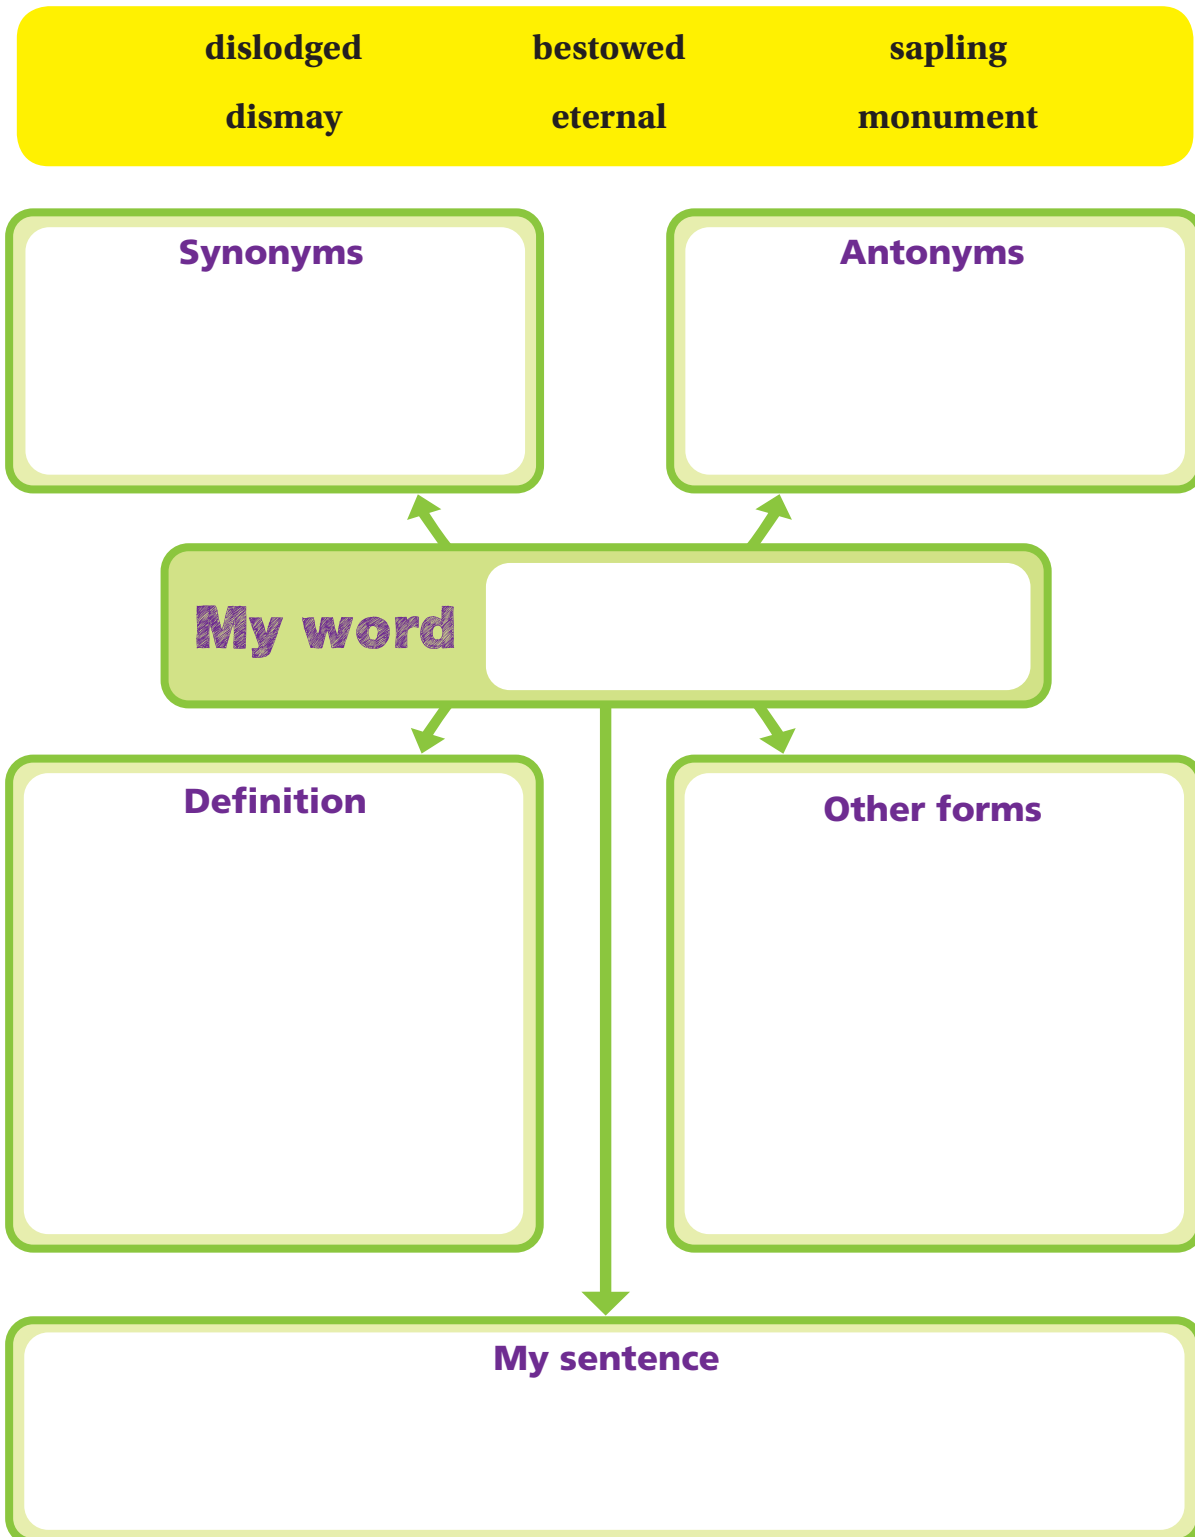 dislodged bestowed sapling
dismay eternal monument
Synonyms
Antonyms
My word
Definition
Other forms
My sentence